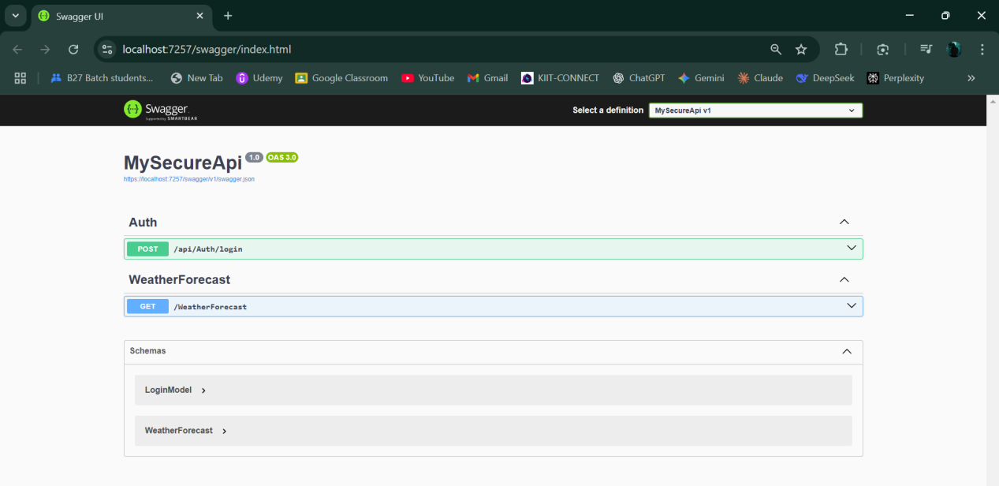 Swagger UI
localhost:7257/swagger/index.html
B27 Batch students... New Tab Udemy Google Classroom YouTube Gmail KIIT-CONNECT ChatGPT Gemini Claude DeepSeek Perplexity
Swagger.
Supported by SMARTBEAR
Select a definition MySecureApi v1
MySecureApi 1.0 OAS 3.0
https://localhost:7257/swagger/v1/swagger.json
Auth
POST /api/Auth/login
WeatherForecast
GET /WeatherForecast
Schemas
LoginModel
WeatherForecast